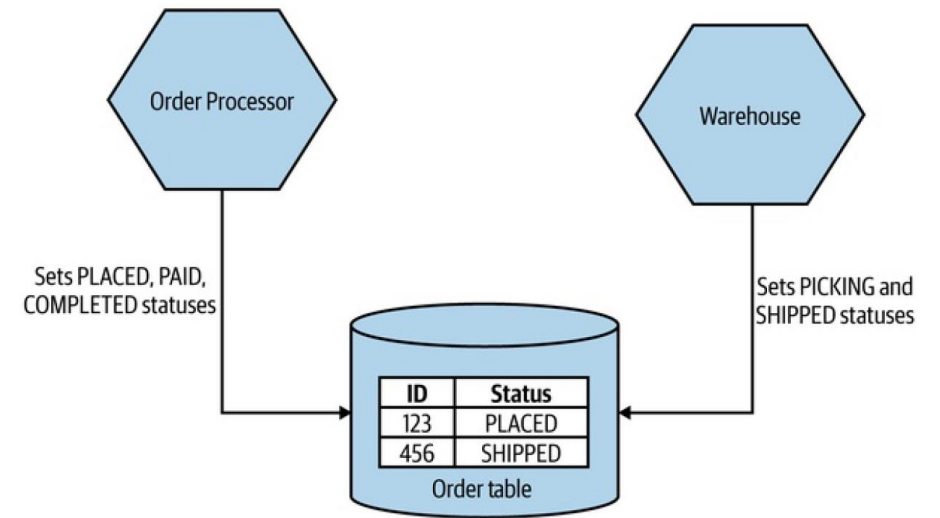 Order Processor
Warehouse
Sets PLACED, PAID,
COMPLETED statuses
Sets PICKING and
SHIPPED statuses
ID Status
123 PLACED
456 SHIPPED
Order table